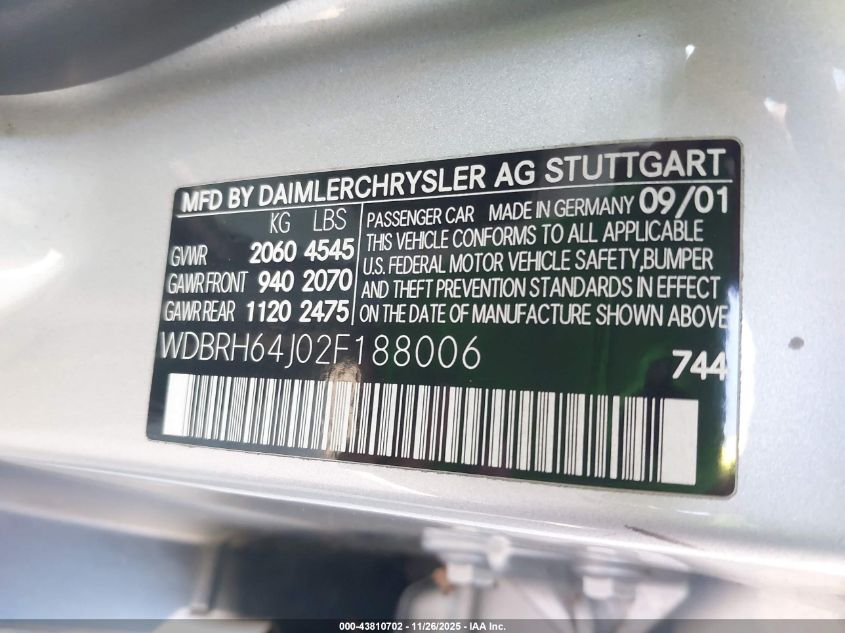 MFD BY DAIMLERCHRYSLER AG STUTTGART
KG LBS
GVWR 2060 4545
GAWR FRONT 940 2070
GAWR REAR 1120 2475
PASSENGER CAR MADE IN GERMANY 09/01
THIS VEHICLE CONFORMS TO ALL APPLICABLE
U.S. FEDERAL MOTOR VEHICLE SAFETY,BUMPER
AND THEFT PREVENTION STANDARDS IN EFFECT
ON THE DATE OF MANUFACTURE SHOWN ABOVE
WDBRH64J02F188006
744
000-43810702 - 11/26/2025 - IAA Inc.